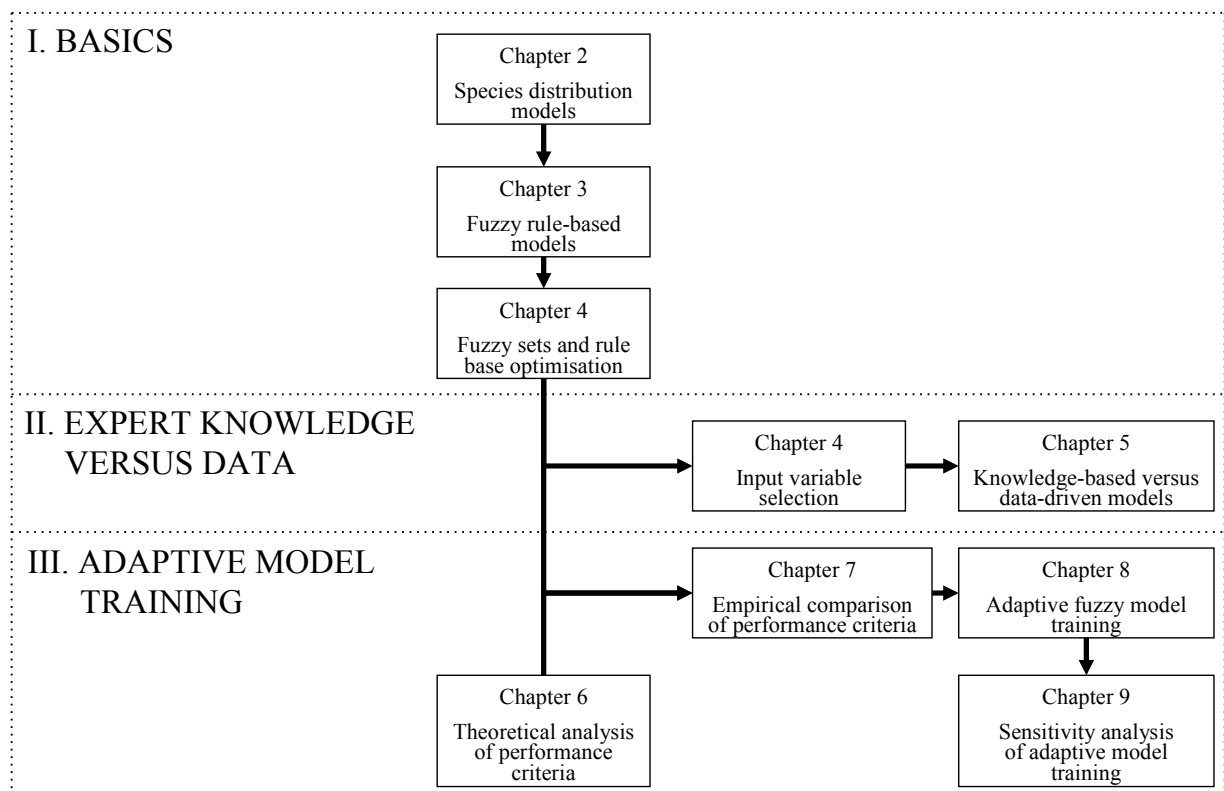 I. BASICS
Chapter 2
Species distribution
models
Chapter 3
Fuzzy rule-based
models
Chapter 4
Fuzzy sets and rule
base optimisation
II. EXPERT KNOWLEDGE
VERSUS DATA
Chapter 4
Input variable
selection
Chapter 5
Knowledge-based versus
data-driven models
III. ADAPTIVE MODEL
TRAINING
Chapter 7
Empirical comparison
of performance criteria
Chapter 8
Adaptive fuzzy model
training
Chapter 6
Theoretical analysis
of performance
criteria
Chapter 9
Sensitivity analysis
of adaptive model
training